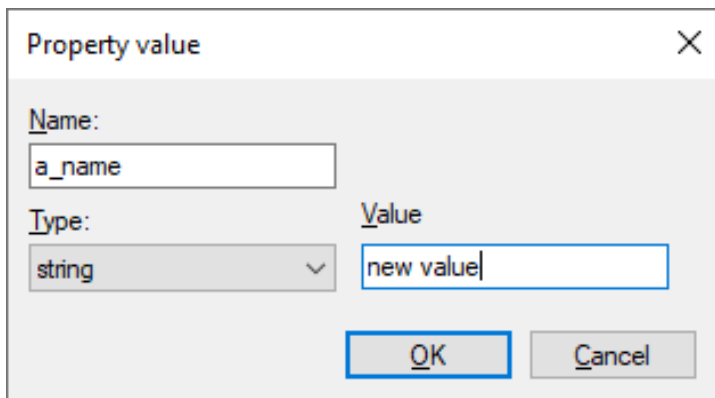 Property value
Name:
a_name
Type:
Value
string
new value
OK
Cancel